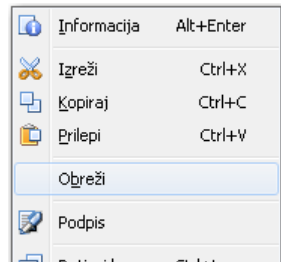 Informacija Alt+Enter
Izreži Ctrl+X
Kopiraj Ctrl+C
Prilepi Ctrl+V
Obreži
Podpis